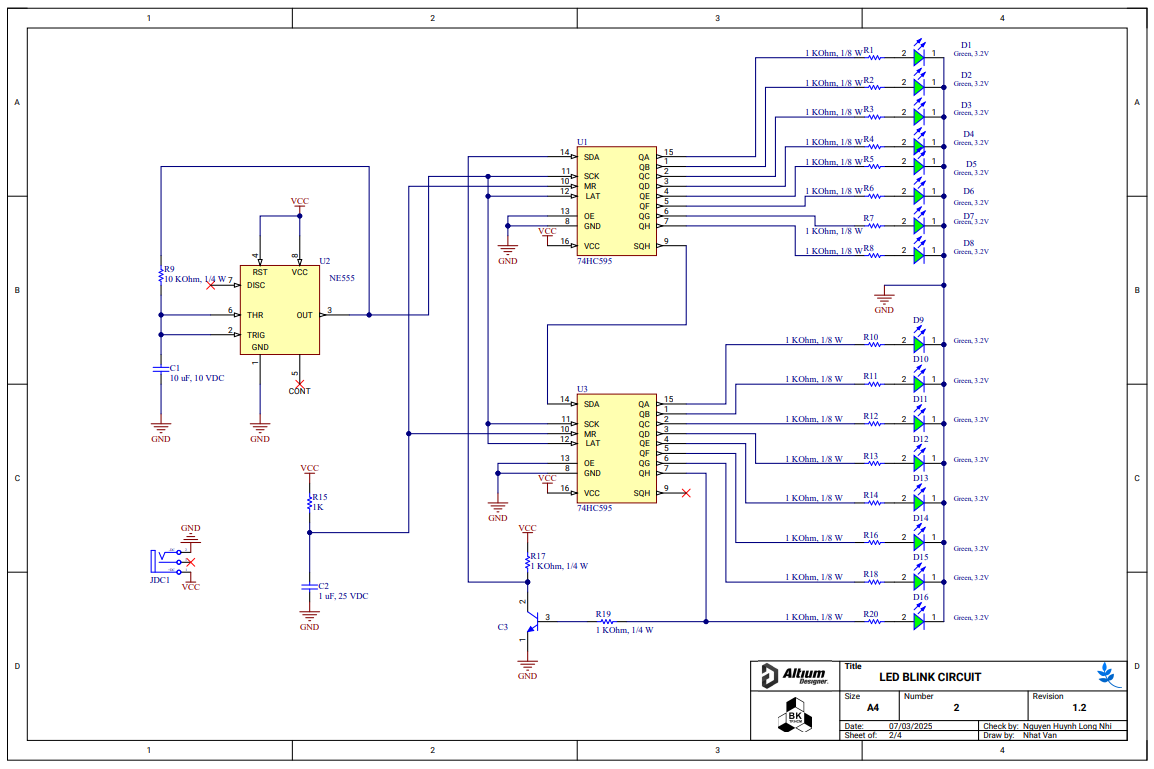 1 2 3 4
A A
B B
C C
D D
1 2 3 4
VCC
U2
NE555
4 8
RST VCC
7 DISC
6 THR OUT 3
2 TRIG
GND
1 5
CONT
GND
R9
10 KOhm, 1/4 W
C1
10 uF, 10 VDC
GND
VCC
R15
1K
C2
1 uF, 25 VDC
GND
GND
JDC1
VCC
U1
14 SDA QA 15
QB 1
11 SCK QC 2
10 MR QD 3
12 LAT QE 4
QF 5
13 OE QG 6
8 GND QH 7
VCC
16 VCC SQH 9
74HC595
GND
U3
14 SDA QA 15
QB 1
11 SCK QC 2
10 MR QD 3
12 LAT QE 4
QF 5
13 OE QG 6
8 GND QH 7
VCC
16 VCC SQH 9
74HC595
GND
VCC
R17
1 KOhm, 1/4 W
2
C3
3
1
GND
R19
1 KOhm, 1/4 W
1 KOhm, 1/8 W R1 2 1 D1
Green, 3.2V
1 KOhm, 1/8 W R2 2 1 D2
Green, 3.2V
1 KOhm, 1/8 W R3 2 1 D3
Green, 3.2V
1 KOhm, 1/8 W R4 2 1 D4
Green, 3.2V
1 KOhm, 1/8 W R5 2 1 D5
Green, 3.2V
1 KOhm, 1/8 W R6 2 1 D6
Green, 3.2V
1 KOhm, 1/8 W R7 2 1 D7
Green, 3.2V
1 KOhm, 1/8 W R8 2 1 D8
Green, 3.2V
GND
D9
1 KOhm, 1/8 W R10 2 1 Green, 3.2V
D10
1 KOhm, 1/8 W R11 2 1 Green, 3.2V
D11
1 KOhm, 1/8 W R12 2 1 Green, 3.2V
D12
1 KOhm, 1/8 W R13 2 1 Green, 3.2V
D13
1 KOhm, 1/8 W R14 2 1 Green, 3.2V
D14
1 KOhm, 1/8 W R16 2 1 Green, 3.2V
D15
1 KOhm, 1/8 W R18 2 1 Green, 3.2V
D16
1 KOhm, 1/8 W R20 2 1 Green, 3.2V
Altium
Designer.
BK
TP.HCM
Title
LED BLINK CIRCUIT
Size Number Revision
A4 2 1.2
Date: 07/03/2025 Check by: Nguyen Huynh Long Nhi
Sheet of: 2/4 Draw by: Nhat Van